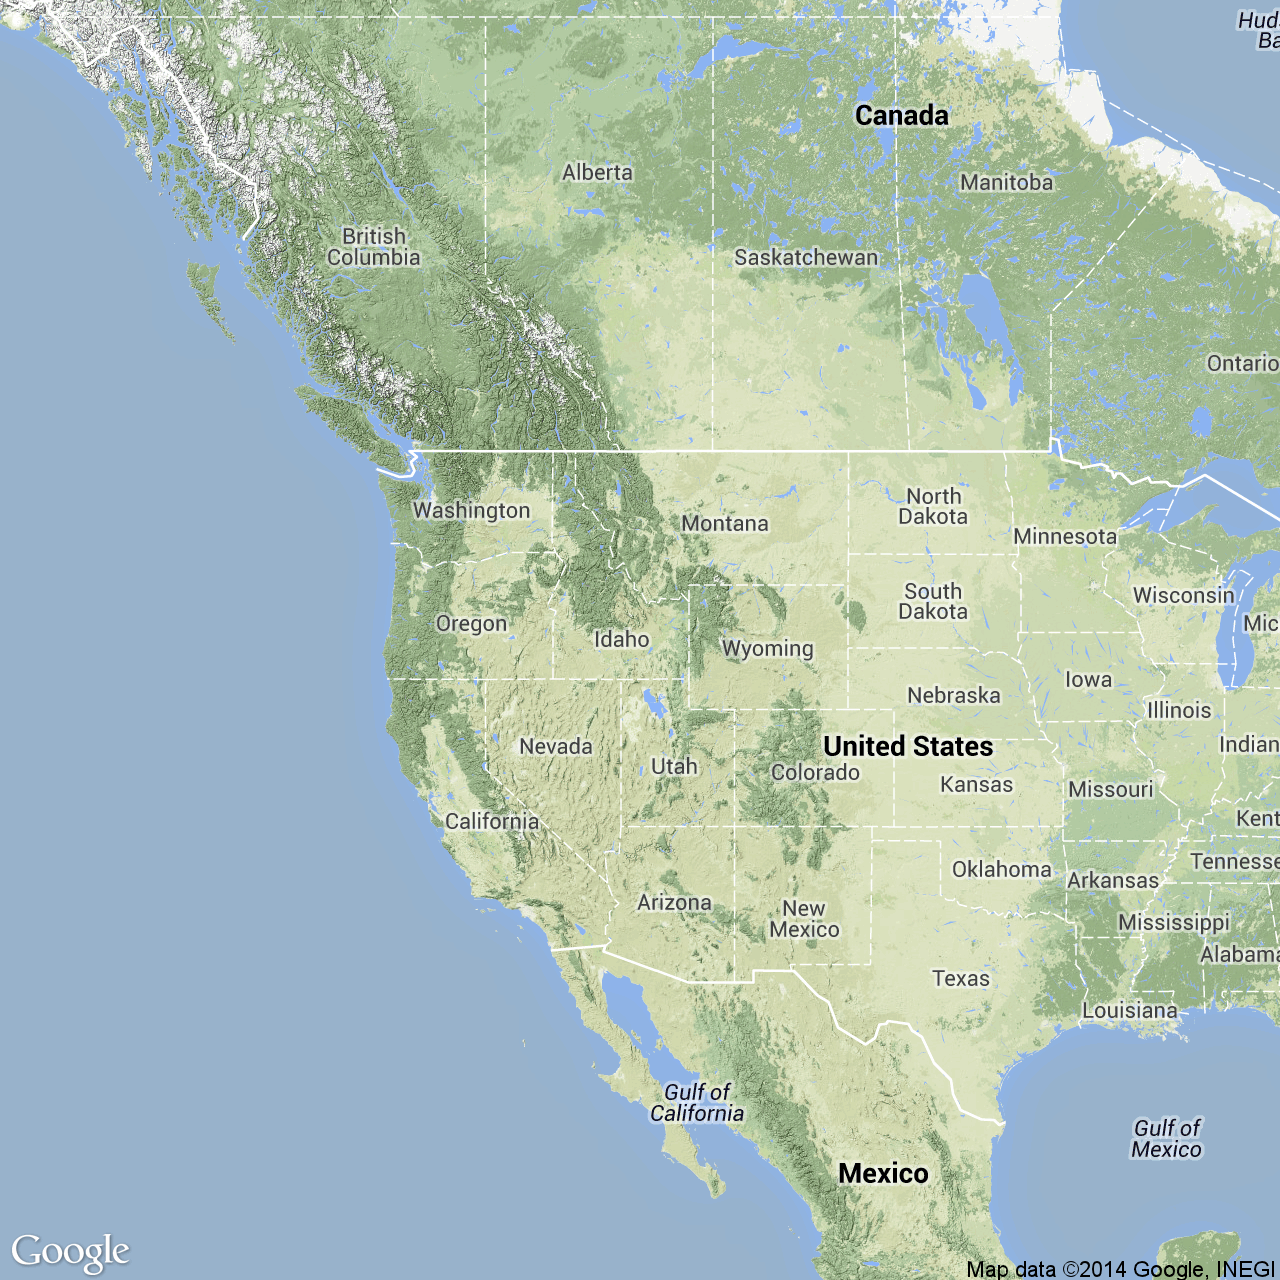 Huds
Ba
Canada
Alberta
Manitoba
British
Columbia
Saskatchewan
Ontario
North
Dakota
Washington
Montana
Minnesota
South
Dakota
Wisconsin
Mic
Oregon
Idaho
Wyoming
Iowa
Nebraska
Illinois
Nevada
United States
Indian
Utah
Colorado
Kansas
Missouri
California
Kent
Tennesse
Oklahoma
Arkansas
Arizona
New
Mexico
Mississippi
Alabama
Texas
Louisiana
Gulf of
California
Gulf of
Mexico
Mexico
Google
Map data ©2014 Google, INEGI